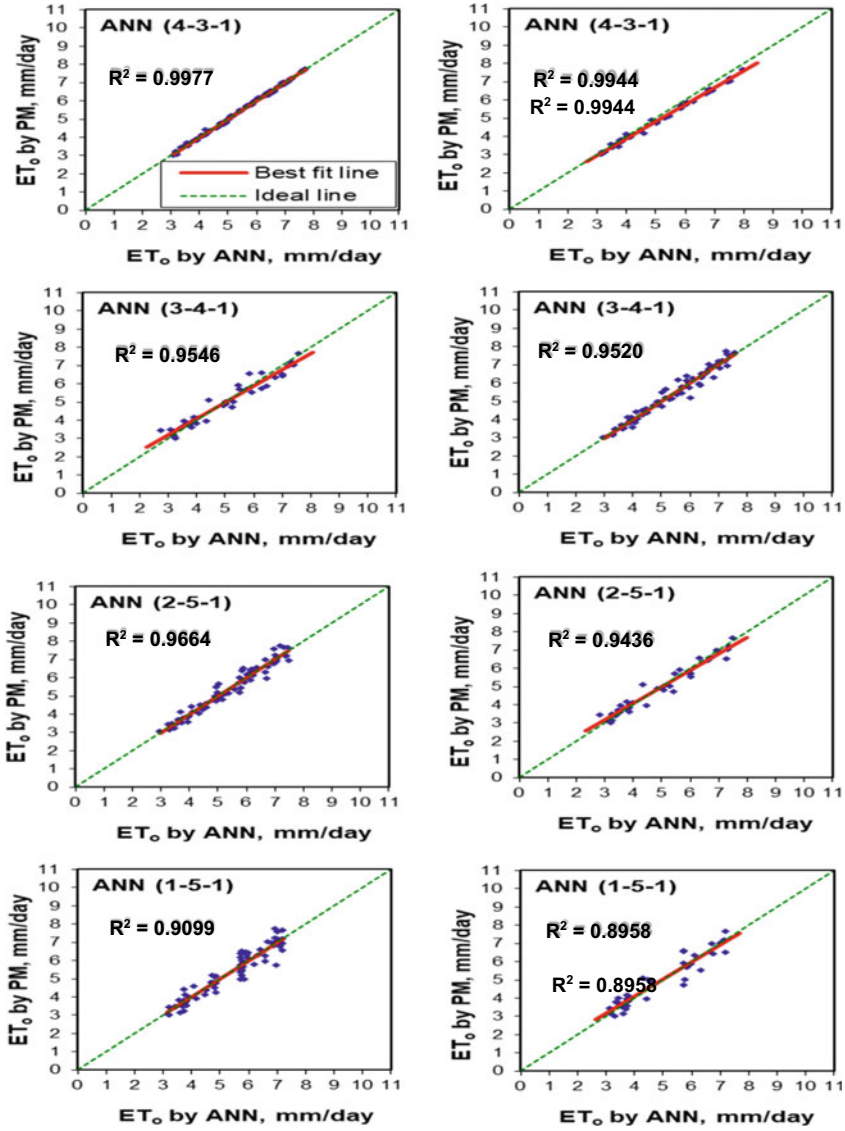 ANN (4-3-1)
R² = 0.9977
ETₒ by PM, mm/day
11
10
9
8
7
6
5
4
3
2
1
0
Best fit line
Ideal line
0 1 2 3 4 5 6 7 8 9 10 11
ETₒ by ANN, mm/day
ANN (4-3-1)
R² = 0.9944
R² = 0.9944
ETₒ by PM, mm/day
11
10
9
8
7
6
5
4
3
2
1
0
0 1 2 3 4 5 6 7 8 9 10 11
ETₒ by ANN, mm/day
ANN (3-4-1)
R² = 0.9546
ETₒ by PM, mm/day
11
10
9
8
7
6
5
4
3
2
1
0
0 1 2 3 4 5 6 7 8 9 10 11
ETₒ by ANN, mm/day
ANN (3-4-1)
R² = 0.9520
ETₒ by PM, mm/day
11
10
9
8
7
6
5
4
3
2
1
0
0 1 2 3 4 5 6 7 8 9 10 11
ETₒ by ANN, mm/day
ANN (2-5-1)
R² = 0.9664
ETₒ by PM, mm/day
11
10
9
8
7
6
5
4
3
2
1
0
0 1 2 3 4 5 6 7 8 9 10 11
ETₒ by ANN, mm/day
ANN (2-5-1)
R² = 0.9436
ETₒ by PM, mm/day
11
10
9
8
7
6
5
4
3
2
1
0
0 1 2 3 4 5 6 7 8 9 10 11
ETₒ by ANN, mm/day
ANN (1-5-1)
R² = 0.9099
ETₒ by PM, mm/day
11
10
9
8
7
6
5
4
3
2
1
0
0 1 2 3 4 5 6 7 8 9 10 11
ETₒ by ANN, mm/day
ANN (1-5-1)
R² = 0.8958
R² = 0.8958
ETₒ by PM, mm/day
11
10
9
8
7
6
5
4
3
2
1
0
0 1 2 3 4 5 6 7 8 9 10 11
ETₒ by ANN, mm/day